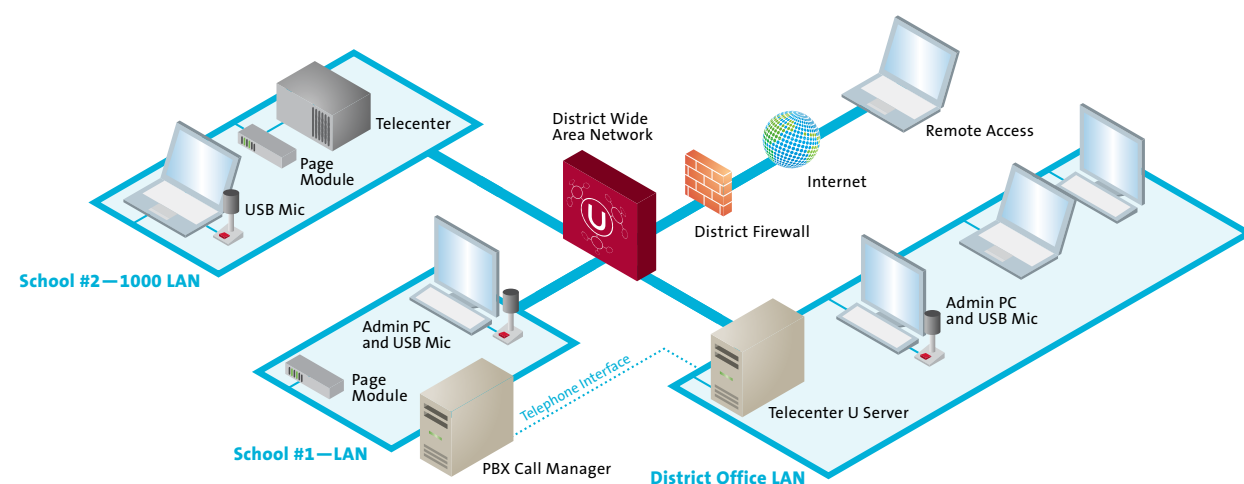 Telecenter
Page
Module
USB Mic
School #2—1000 LAN
District Wide
Area Network
U
Remote Access
Internet
District Firewall
Admin PC
and USB Mic
Page
Module
School #1—LAN
PBX Call Manager
Telephone Interface
Admin PC
and USB Mic
Telecenter U Server
District Office LAN